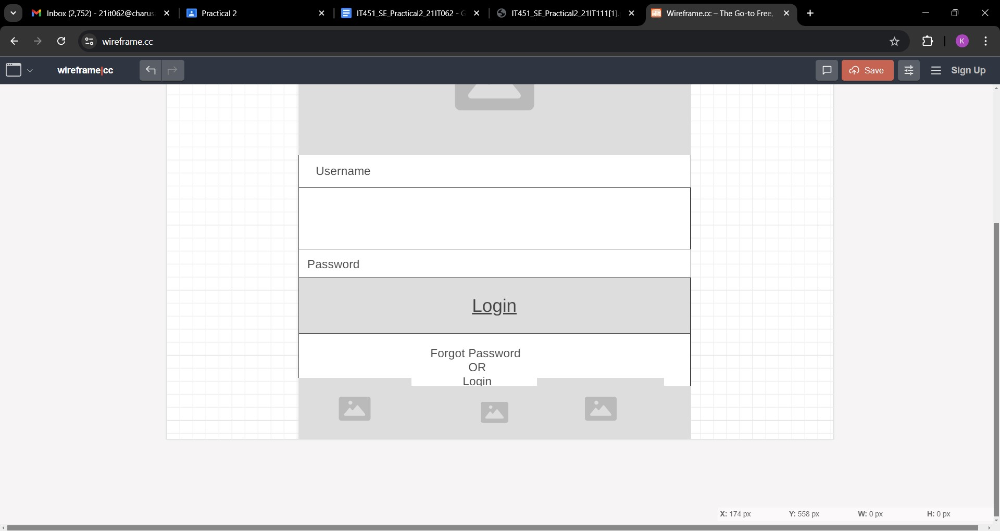 Inbox (2,752) - 21it062@charus
Practical 2
IT451_SE_Practical2_21IT062 - G
IT451_SE_Practical2_21IT111[1].
Wireframe.cc – The Go-to Free,
wireframe.cc
K
wireframe|cc
Save
Sign Up
Username
Password
Login
Forgot Password
OR
Login
X: 174 px Y: 558 px W: 0 px H: 0 px